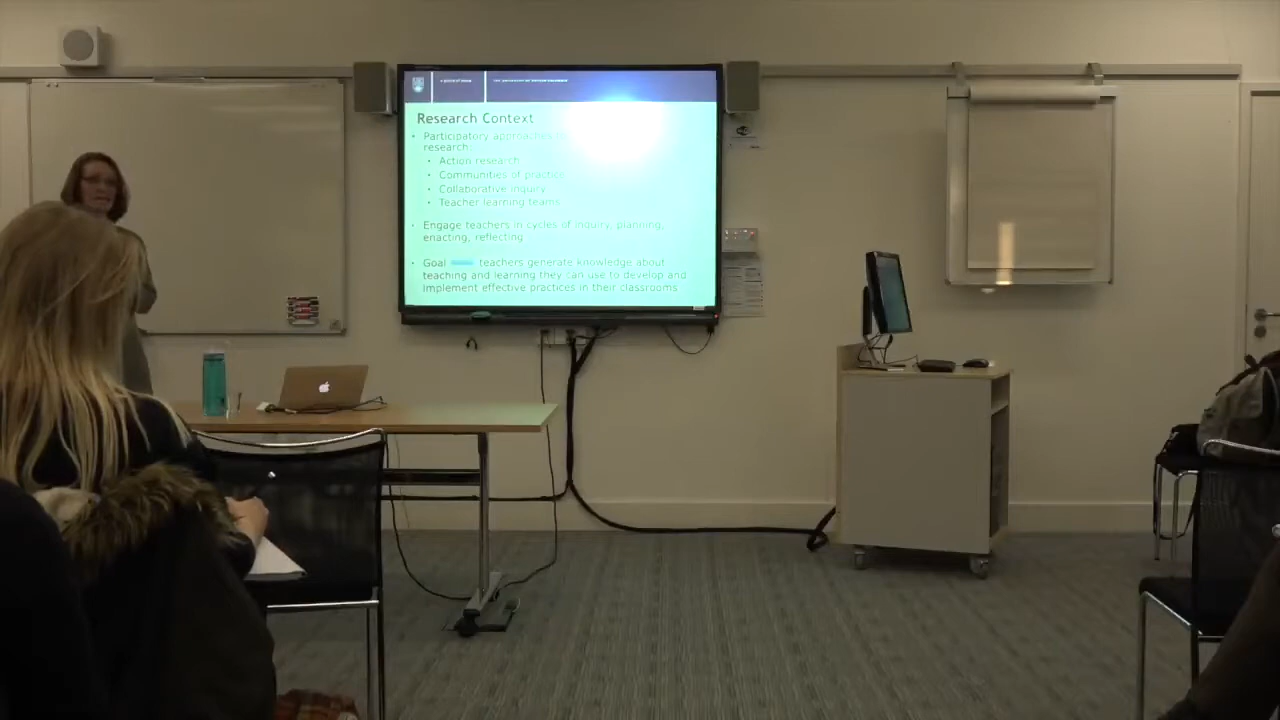 Research Context
• Participatory approaches to
research:
• Action research
• Communities of practice
• Collaborative inquiry
• Teacher learning teams
• Engage teachers in cycles of inquiry, planning,
enacting, reflecting
• Goal teachers generate knowledge about
teaching and learning they can use to develop and
implement effective practices in their classrooms